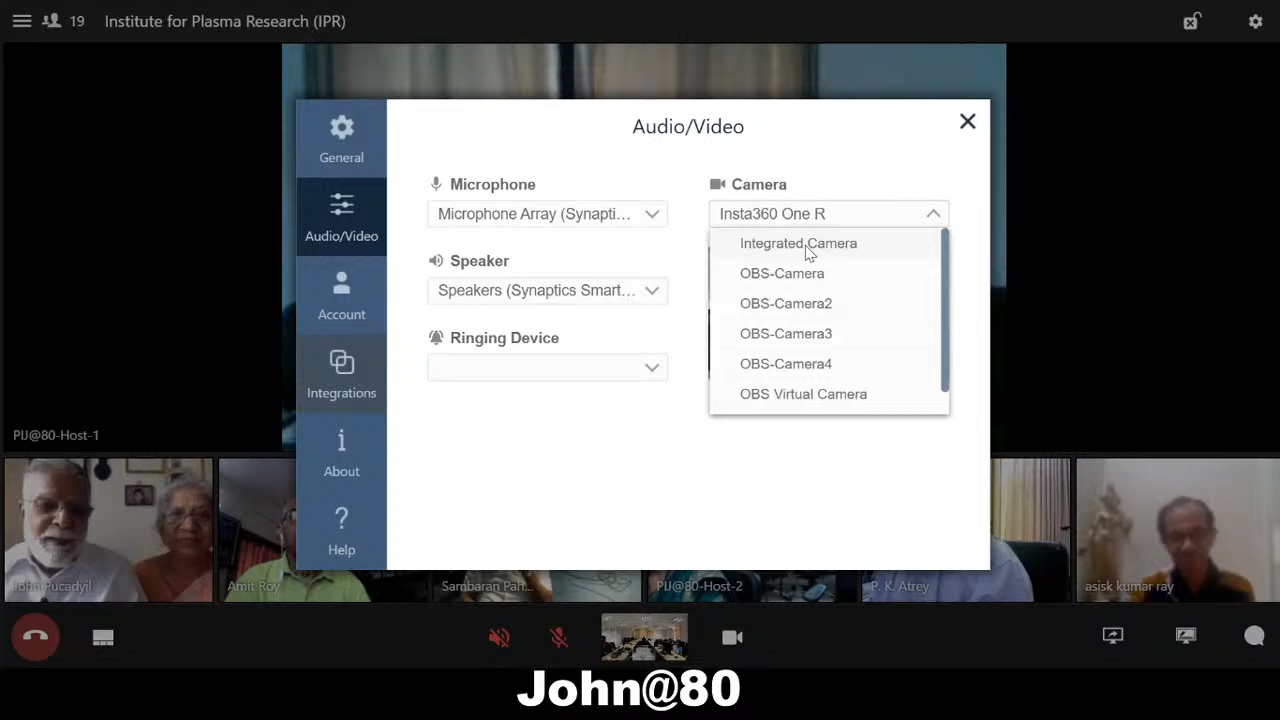 19 Institute for Plasma Research (IPR)
Audio/Video
General
Audio/Video
Account
Integrations
About
Help
Microphone
Microphone Array (Synapti...
Speaker
Speakers (Synaptics Smart...
Ringing Device
Camera
Insta360 One R
Integrated Camera
OBS-Camera
OBS-Camera2
OBS-Camera3
OBS-Camera4
OBS Virtual Camera
PIJ@80-Host-1
John Pucadyil
Amit Roy
Sambaran Pah...
PIJ@80-Host-2
P. K. Atrey
asisk kumar ray
John@80